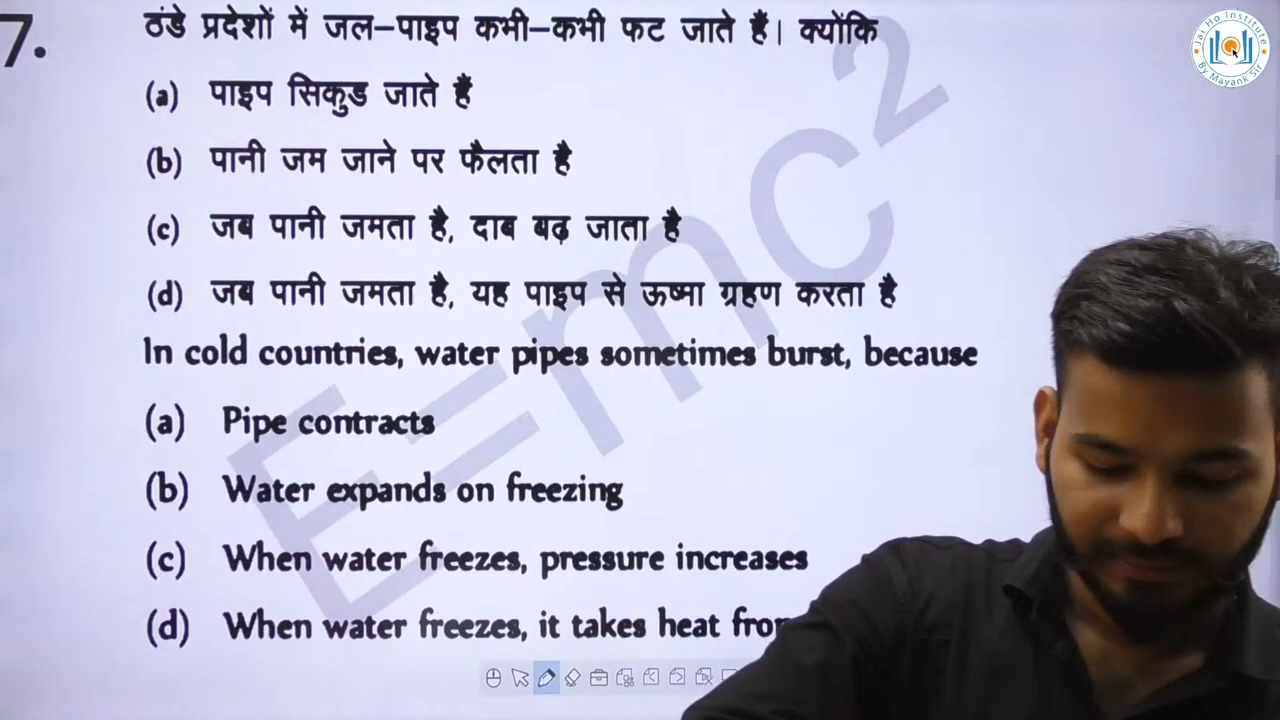 7. ठंडे प्रदेशों में जल-पाइप कभी-कभी फट जाते हैं। क्योंकि
(a) पाइप सिकुड जाते हैं
(b) पानी जम जाने पर फैलता है
(c) जब पानी जमता है, दाब बढ़ जाता है
(d) जब पानी जमता है, यह पाइप से ऊष्मा ग्रहण करता है
In cold countries, water pipes sometimes burst, because
(a) Pipe contracts
(b) Water expands on freezing
(c) When water freezes, pressure increases
(d) When water freezes, it takes heat
E=mc2
Jai Ho Institute
By Mayank Sir